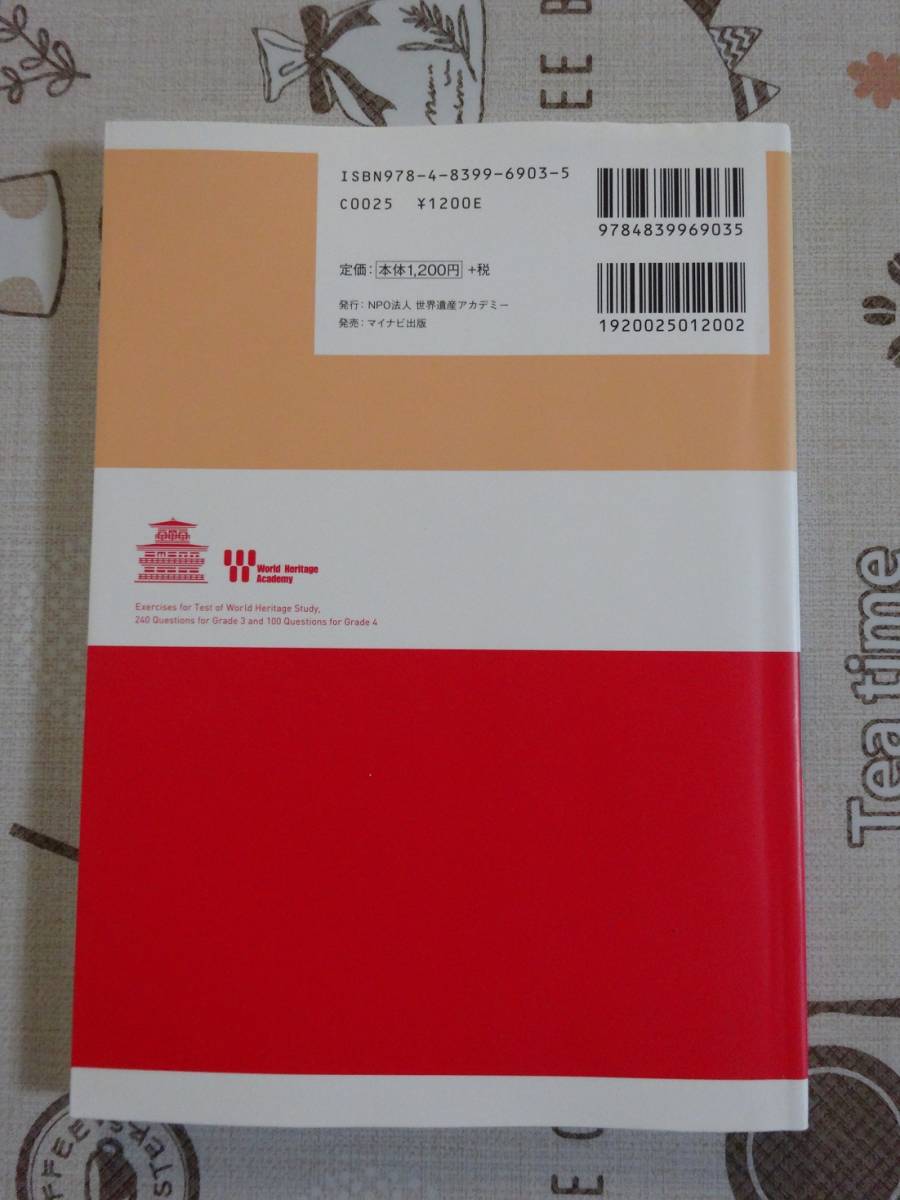 EE B
ISBN978-4-8399-6903-5
C0025 ¥1200E
9784839969035
定価: 本体1,200円 +税
発行: NPO法人 世界遺産アカデミー
発売: マイナビ出版
1920025012002
World Heritage
Academy
Exercises for Test of World Heritage Study,
240 Questions for Grade 3 and 100 Questions for Grade 4
Tea time